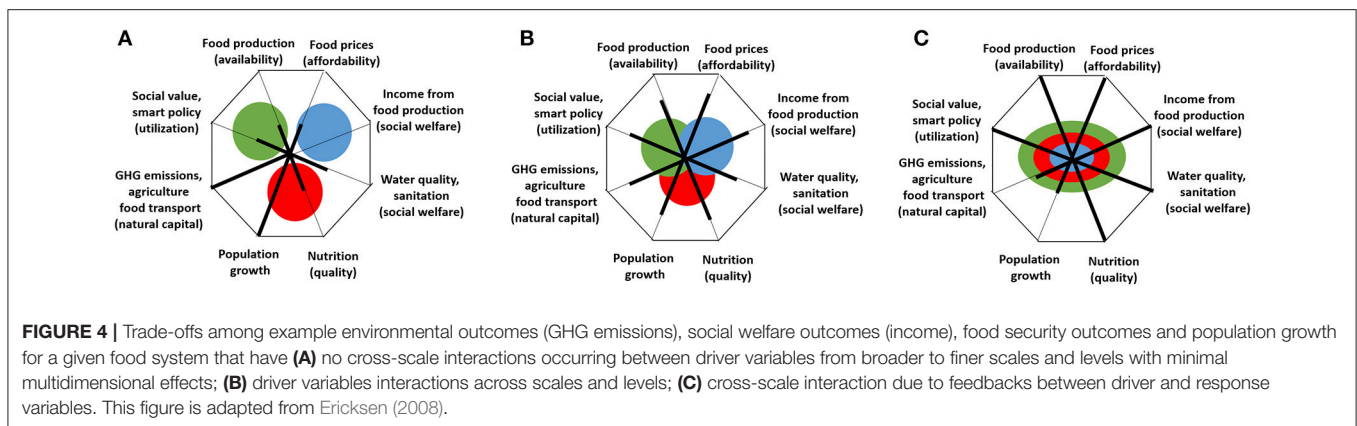 A
Food production
(availability)
Food prices
(affordability)
Social value,
smart policy
(utilization)
Income from
food production
(social welfare)
GHG emissions,
agriculture
food transport
(natural capital)
Water quality,
sanitation
(social welfare)
Population
growth
Nutrition
(quality)
B
Food production
(availability)
Food prices
(affordability)
Social value,
smart policy
(utilization)
Income from
food production
(social welfare)
GHG emissions,
agriculture
food transport
(natural capital)
Water quality,
sanitation
(social welfare)
Population
growth
Nutrition
(quality)
C
Food production
(availability)
Food prices
(affordability)
Social value,
smart policy
(utilization)
Income from
food production
(social welfare)
GHG emissions,
agriculture
food transport
(natural capital)
Water quality,
sanitation
(social welfare)
Population
growth
Nutrition
(quality)
FIGURE 4 | Trade-offs among example environmental outcomes (GHG emissions), social welfare outcomes (income), food security outcomes and population growth
for a given food system that have (A) no cross-scale interactions occurring between driver variables from broader to finer scales and levels with minimal
multidimensional effects; (B) driver variables interactions across scales and levels; (C) cross-scale interaction due to feedbacks between driver and response
variables. This figure is adapted from Ericksen (2008).